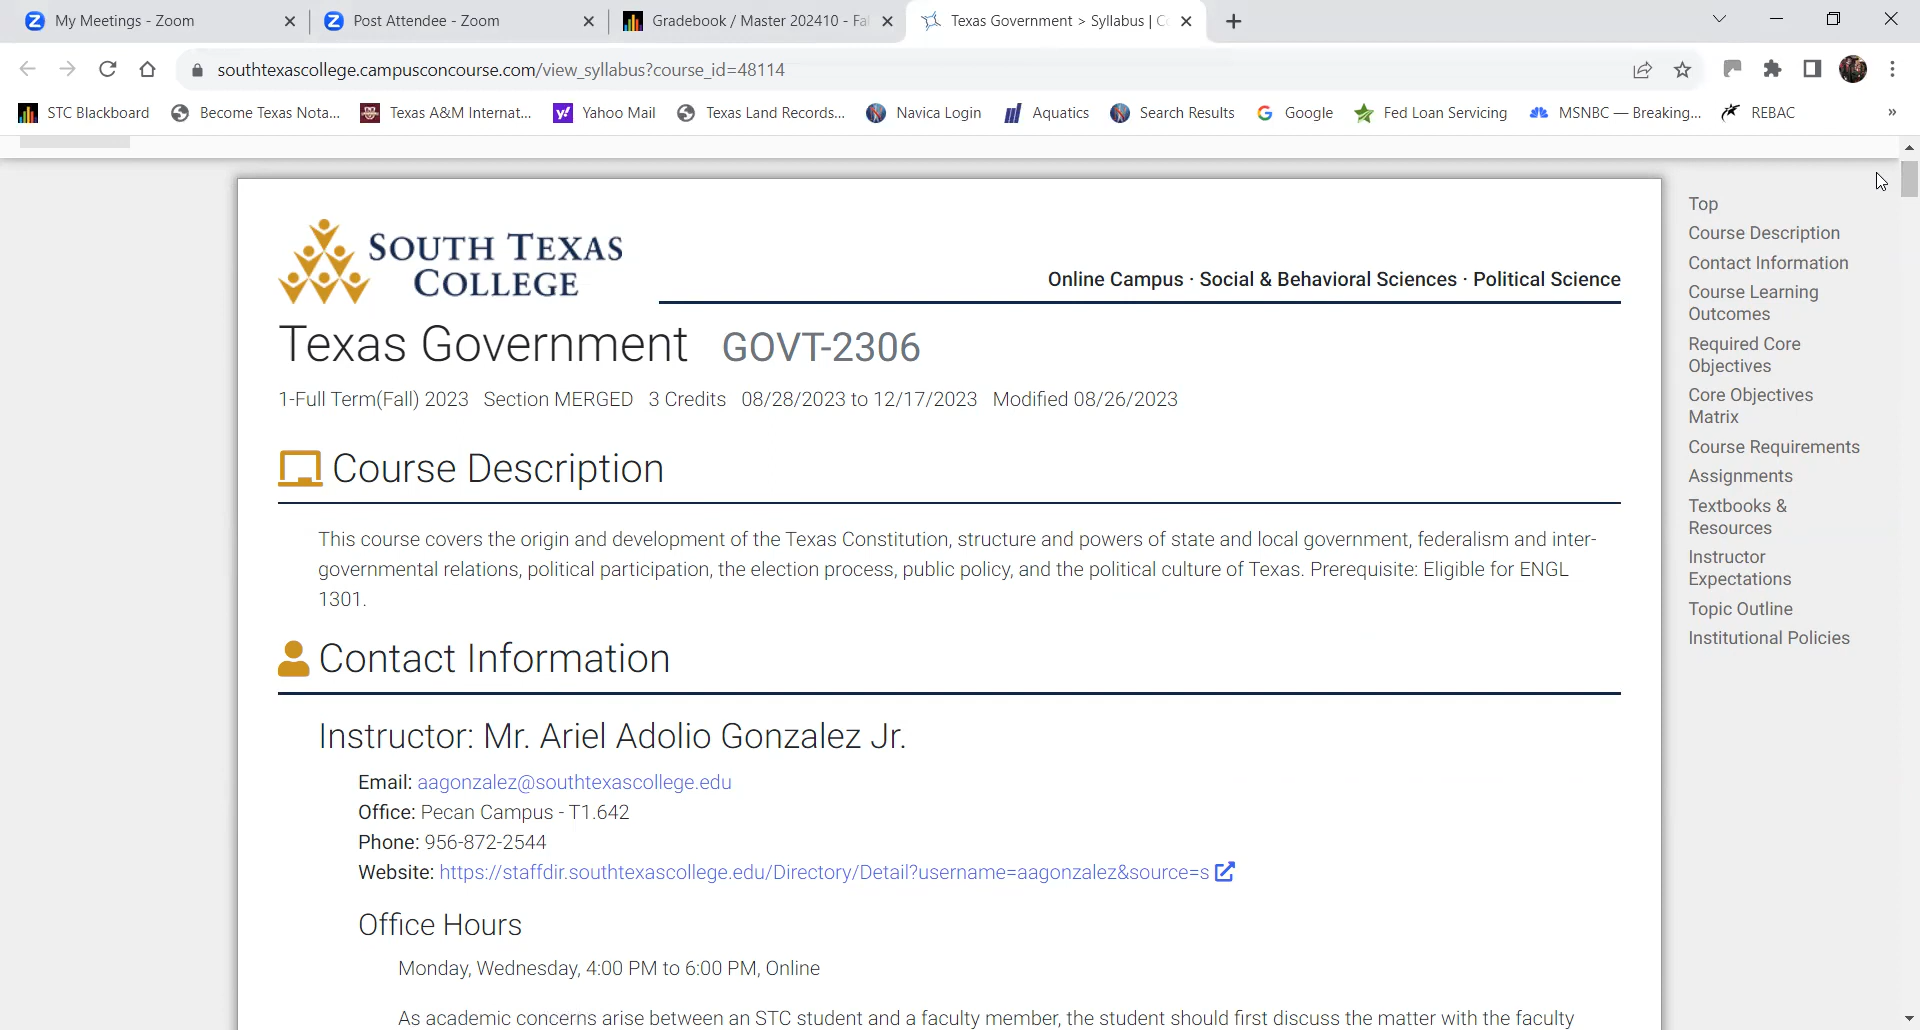 My Meetings - Zoom
Post Attendee - Zoom
Gradebook / Master 202410 - Fa
Texas Government > Syllabus | C
southtexascollege.campusconcourse.com/view_syllabus?course_id=48114
STC Blackboard
Become Texas Nota...
Texas A&M Internat...
Yahoo Mail
Texas Land Records...
Navica Login
Aquatics
Search Results
Google
Fed Loan Servicing
MSNBC — Breaking...
REBAC
»
SOUTH TEXAS
COLLEGE
Online Campus · Social & Behavioral Sciences · Political Science
Texas Government GOVT-2306
1-Full Term(Fall) 2023 Section MERGED 3 Credits 08/28/2023 to 12/17/2023 Modified 08/26/2023
Course Description
This course covers the origin and development of the Texas Constitution, structure and powers of state and local government, federalism and inter-
governmental relations, political participation, the election process, public policy, and the political culture of Texas. Prerequisite: Eligible for ENGL
1301.
Contact Information
Instructor: Mr. Ariel Adolio Gonzalez Jr.
Email: aagonzalez@southtexascollege.edu
Office: Pecan Campus - T1.642
Phone: 956-872-2544
Website: https://staffdir.southtexascollege.edu/Directory/Detail?username=aagonzalez&source=s
Office Hours
Monday, Wednesday, 4:00 PM to 6:00 PM, Online
As academic concerns arise between an STC student and a faculty member, the student should first discuss the matter with the faculty
Top
Course Description
Contact Information
Course Learning
Outcomes
Required Core
Objectives
Core Objectives
Matrix
Course Requirements
Assignments
Textbooks &
Resources
Instructor
Expectations
Topic Outline
Institutional Policies